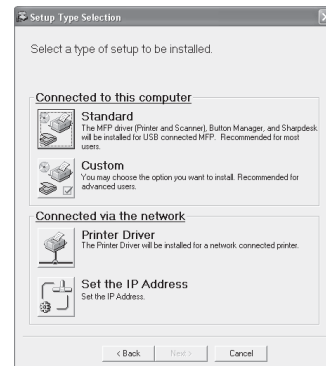 Setup Type Selection
Select a type of setup to be installed.
Connected to this computer
Standard
The MFP driver (Printer and Scanner), Button Manager, and Sharpdesk
will be installed for USB connected MFP. Recommended for most
users.
Custom
You may choose the option you want to install. Recommended for
advanced users.
Connected via the network
Printer Driver
The Printer Driver will be installed for a network connected printer.
Set the IP Address
Set the IP Address.
< Back
Next >
Cancel